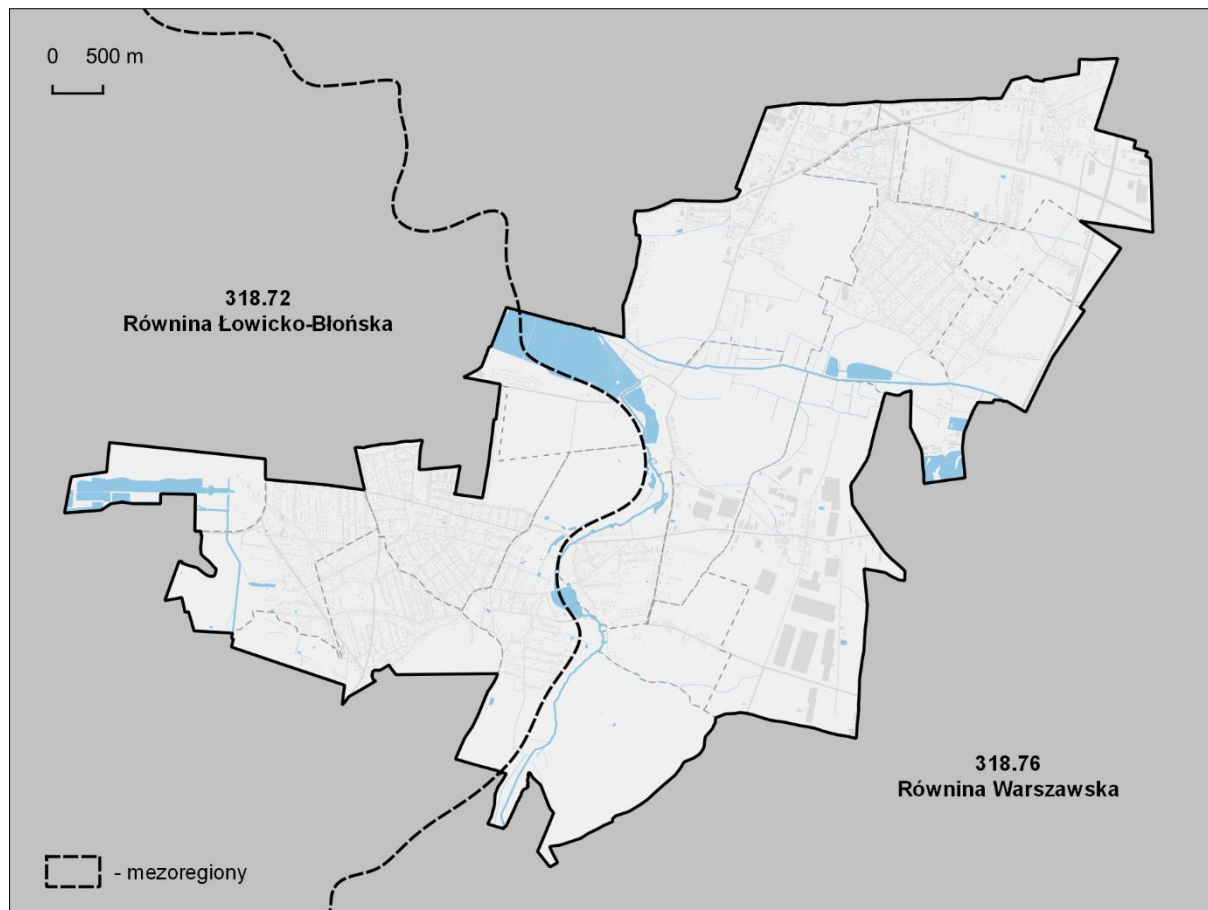 0 500 m
318.72
Równina Łowicko-Błońska
318.76
Równina Warszawska
- mezoregiony